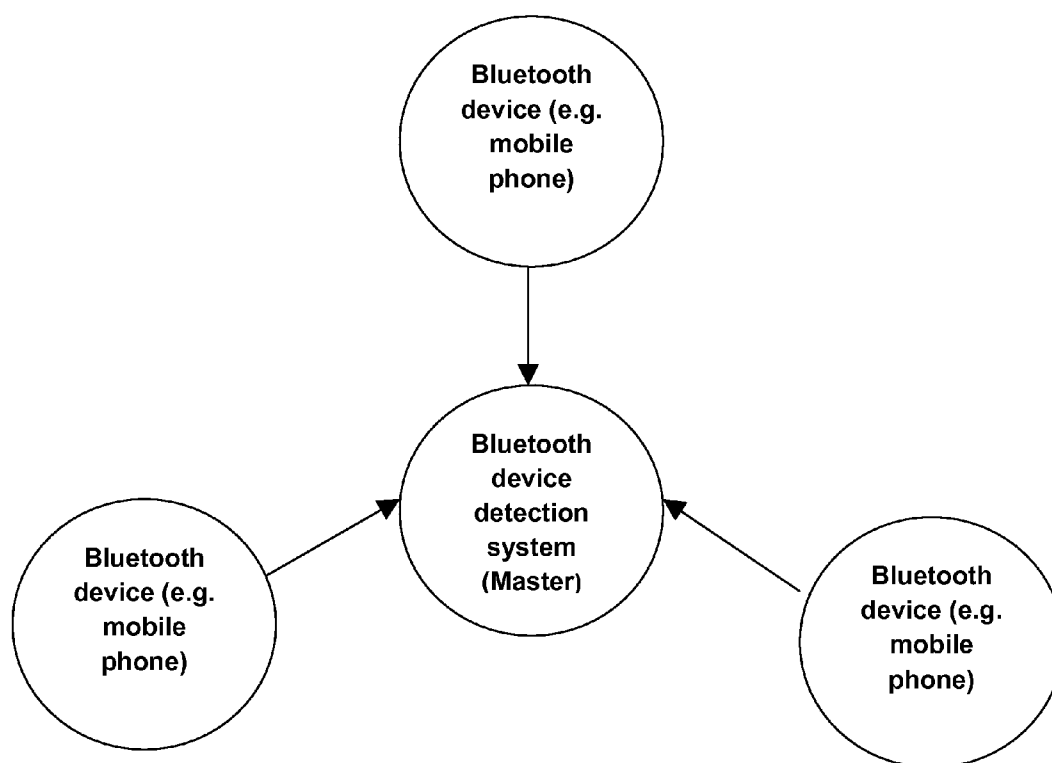 Bluetooth
device (e.g.
mobile
phone)
Bluetooth
device
detection
system
(Master)
Bluetooth
device (e.g.
mobile
phone)
Bluetooth
device (e.g.
mobile
phone)